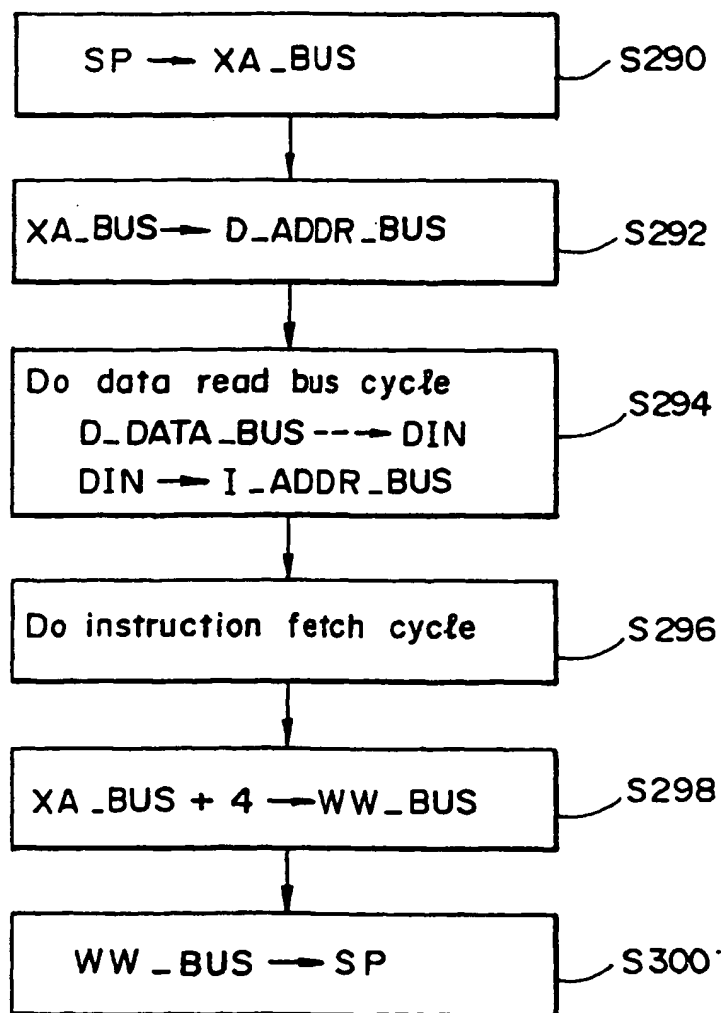 SP → XA_BUS
S290
XA_BUS → D_ADDR_BUS
S292
Do data read bus cycle
D_DATA_BUS ---→ DIN
DIN → I_ADDR_BUS
S294
Do instruction fetch cycle
S296
XA_BUS + 4 → WW_BUS
S298
WW_BUS → SP
S300